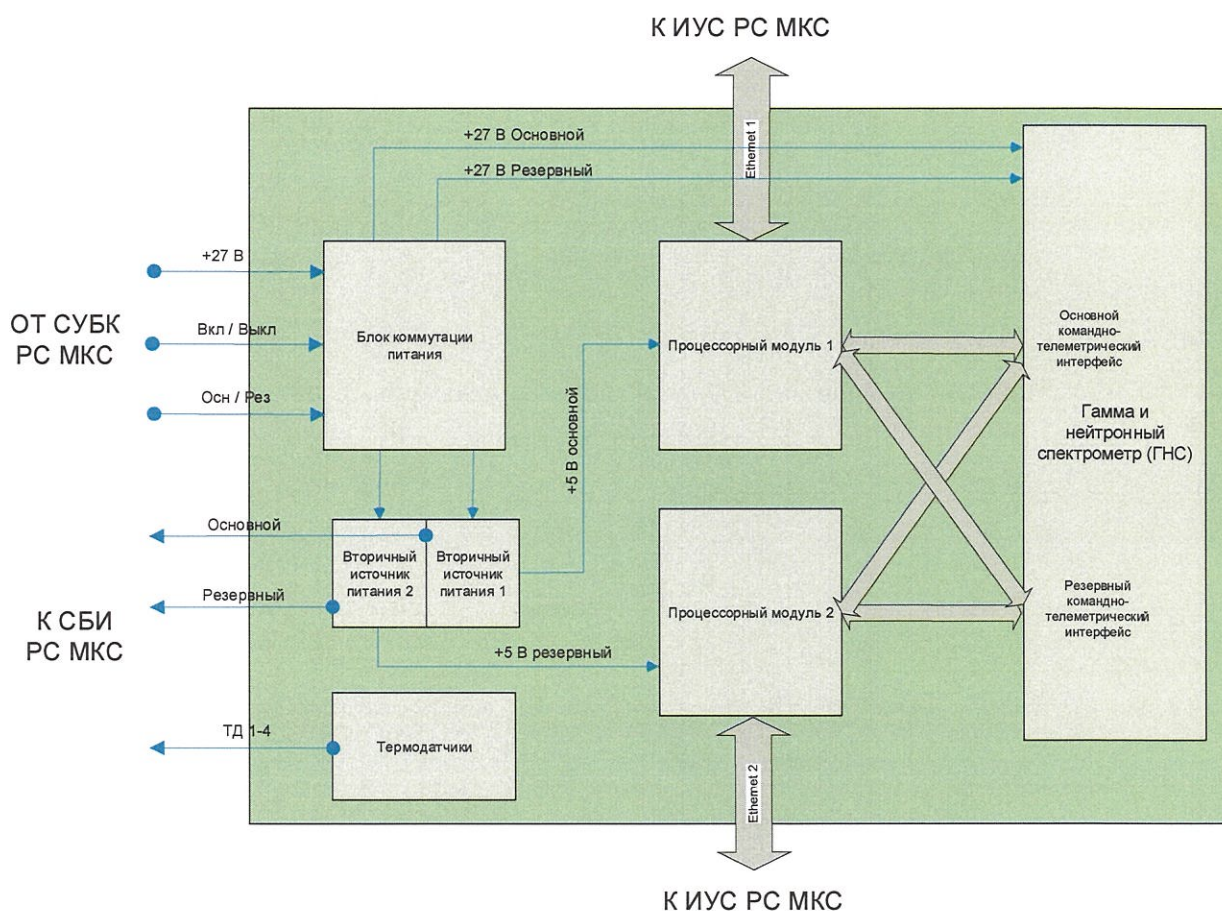 К ИУС РС МКС
Ethernet 1
+27 В Основной
+27 В Резервный
+27 В
ОТ СУБК
РС МКС
Вкл / Выкл
Осн / Рез
Блок коммутации
питания
+5 В основной
Процессорный модуль 1
Основной
командно-
телеметрический
интерфейс
Гамма и
нейтронный
спектрометр (ГНС)
Основной
Резервный
К СБИ
РС МКС
Вторичный
источник
питания 2
Вторичный
источник
питания 1
Процессорный модуль 2
Резервный
командно-
телеметрический
интерфейс
+5 В резервный
ТД 1-4
Термодатчики
Ethernet 2
К ИУС РС МКС